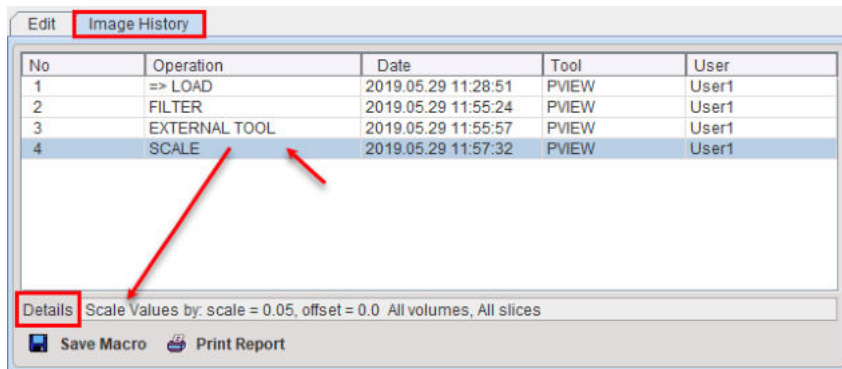 Edit Image History
No Operation Date Tool User
1 => LOAD 2019.05.29 11:28:51 PVIEW User1
2 FILTER 2019.05.29 11:55:24 PVIEW User1
3 EXTERNAL TOOL 2019.05.29 11:55:57 PVIEW User1
4 SCALE 2019.05.29 11:57:32 PVIEW User1
Details Scale Values by: scale = 0.05, offset = 0.0 All volumes, All slices
Save Macro Print Report